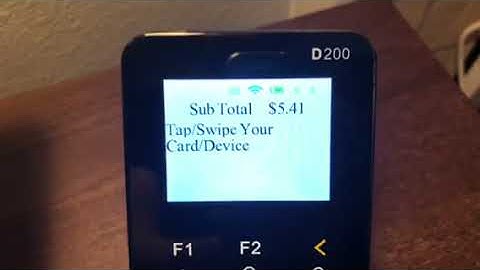 D200
Sub Total $5.41
Tap/Swipe Your
Card/Device
F1 F2 <